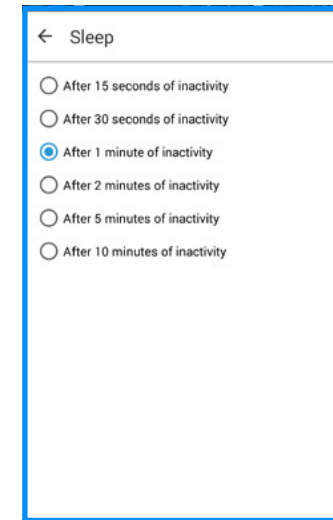 Sleep
After 15 seconds of inactivity
After 30 seconds of inactivity
After 1 minute of inactivity
After 2 minutes of inactivity
After 5 minutes of inactivity
After 10 minutes of inactivity